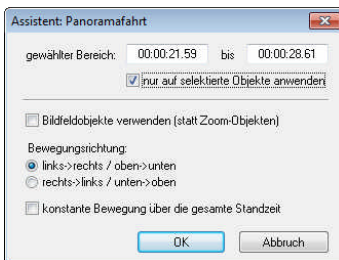 Assistent: Panoramafahrt
gewählter Bereich: 00:00:21.59 bis 00:00:28.61
nur auf selektierte Objekte anwenden
Bildfeldobjekte verwenden (statt Zoom-Objekten)
Bewegungsrichtung:
links->rechts / oben->unten
rechts->links / unten->oben
konstante Bewegung über die gesamte Standzeit
OK Abbruch